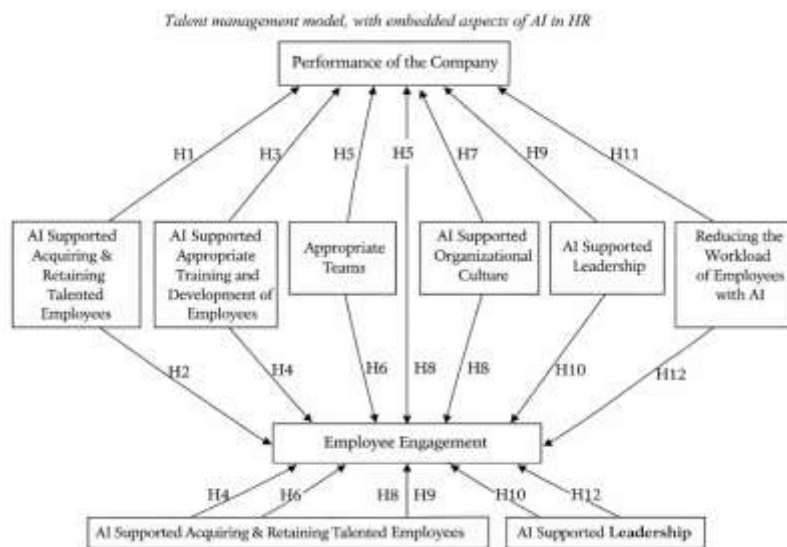 Talent management model, with embedded aspects of AI in HR
Performance of the Company
H1
H3
H5
H5
H7
H9
H11
AI Supported
Acquiring &
Retaining
Talented
Employees
AI Supported
Appropriate
Training and
Development of
Employees
Appropriate
Teams
AI Supported
Organizational
Culture
AI Supported
Leadership
Reducing the
Workload
of Employees
with AI
H2
H4
H6
H8
H8
H10
H12
Employee Engagement
H4
H6
H8
H9
H10
H12
AI Supported Acquiring & Retaining Talented Employees
AI Supported Leadership